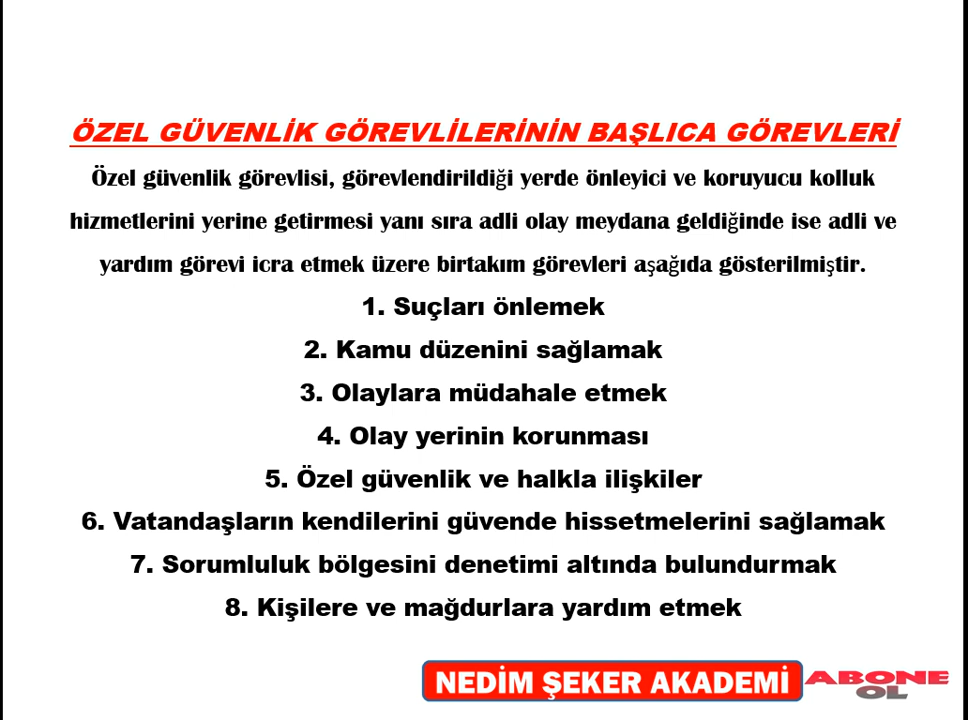 ÖZEL GÜVENLİK GÖREVLİLERİNİN BAŞLICA GÖREVLERİ
Özel güvenlik görevlisi, görevlendirildiği yerde önleyici ve koruyucu kolluk
hizmetlerini yerine getirmesi yanı sıra adli olay meydana geldiğinde ise adli ve
yardım görevi icra etmek üzere birtakım görevleri aşağıda gösterilmiştir.
1. Suçları önlemek
2. Kamu düzenini sağlamak
3. Olaylara müdahale etmek
4. Olay yerinin korunması
5. Özel güvenlik ve halkla ilişkiler
6. Vatandaşların kendilerini güvende hissetmelerini sağlamak
7. Sorumluluk bölgesini denetimi altında bulundurmak
8. Kişilere ve mağdurlara yardım etmek
NEDİM ŞEKER AKADEMİ
ABONE
OL